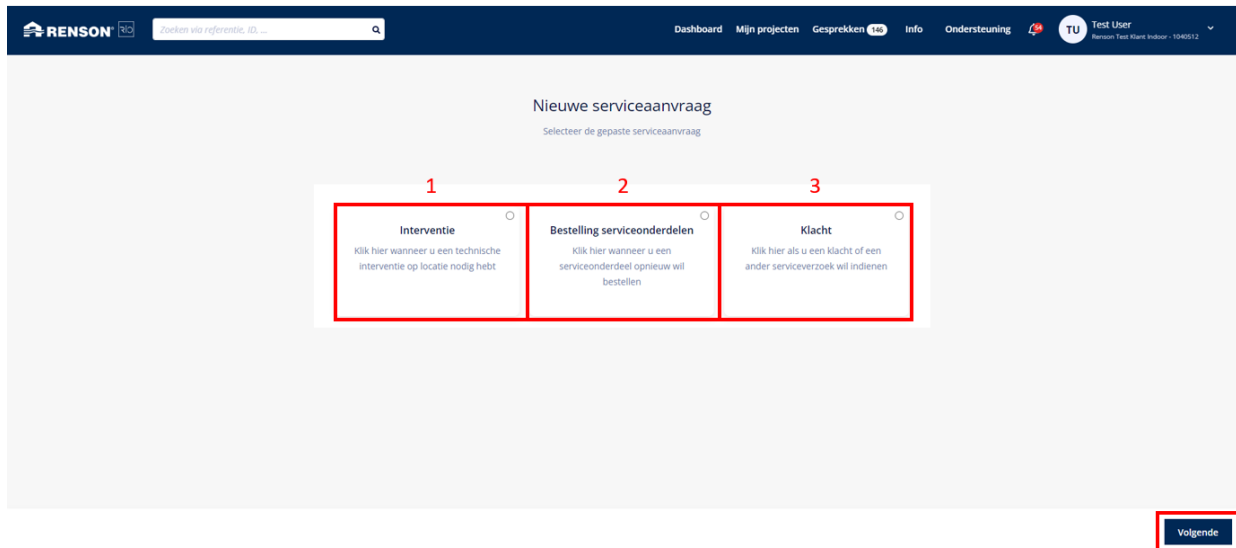 RENSON RIO Zoeken via referentie, ID, ... Dashboard Mijn projecten Gesprekken 146 Info Ondersteuning 54 TU Test User
Renson Test Klant Indoor - 1040512
Nieuwe serviceaanvraag
Selecteer de gepaste serviceaanvraag
1 2 3
Interventie
Klik hier wanneer u een technische
interventie op locatie nodig hebt
Bestelling serviceonderdelen
Klik hier wanneer u een
serviceonderdeel opnieuw wil
bestellen
Klacht
Klik hier als u een klacht of een
ander serviceverzoek wil indienen
Volgende